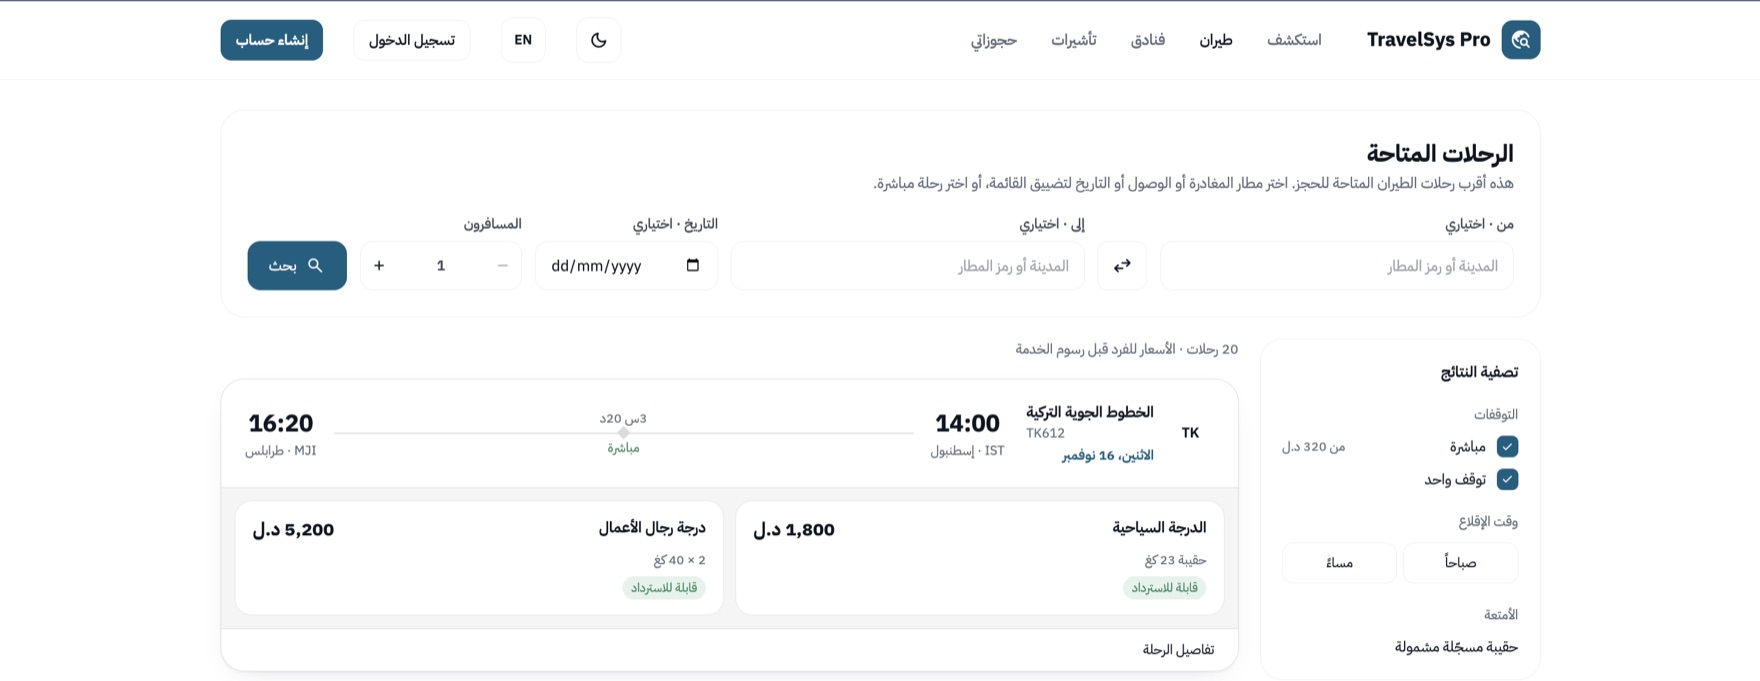 TravelSys Pro
استكشف
طيران
فنادق
تأشيرات
حجوزاتي
EN
تسجيل الدخول
إنشاء حساب
الرحلات المتاحة
هذه أقرب رحلات الطيران المتاحة للحجز. اختر مطار المغادرة أو الوصول أو التاريخ لتضييق القائمة، أو اختر رحلة مباشرة.
من · اختياري
المدينة أو رمز المطار
إلى · اختياري
المدينة أو رمز المطار
التاريخ · اختياري
dd/mm/yyyy
المسافرون
− 1 +
بحث
تصفية النتائج
التوقفات
مباشرة
من 320 د.ل
توقف واحد
وقت الإقلاع
صباحاً
مساءً
الأمتعة
حقيبة مسجّلة مشمولة
20 رحلات · الأسعار للفرد قبل رسوم الخدمة
TK
الخطوط الجوية التركية
TK612
الاثنين، 16 نوفمبر
14:00
IST · إسطنبول
3س 20د
مباشرة
16:20
MJI · طرابلس
الدرجة السياحية
1,800 د.ل
حقيبة 23 كغ
قابلة للاسترداد
درجة رجال الأعمال
5,200 د.ل
2 × 40 كغ
قابلة للاسترداد
تفاصيل الرحلة